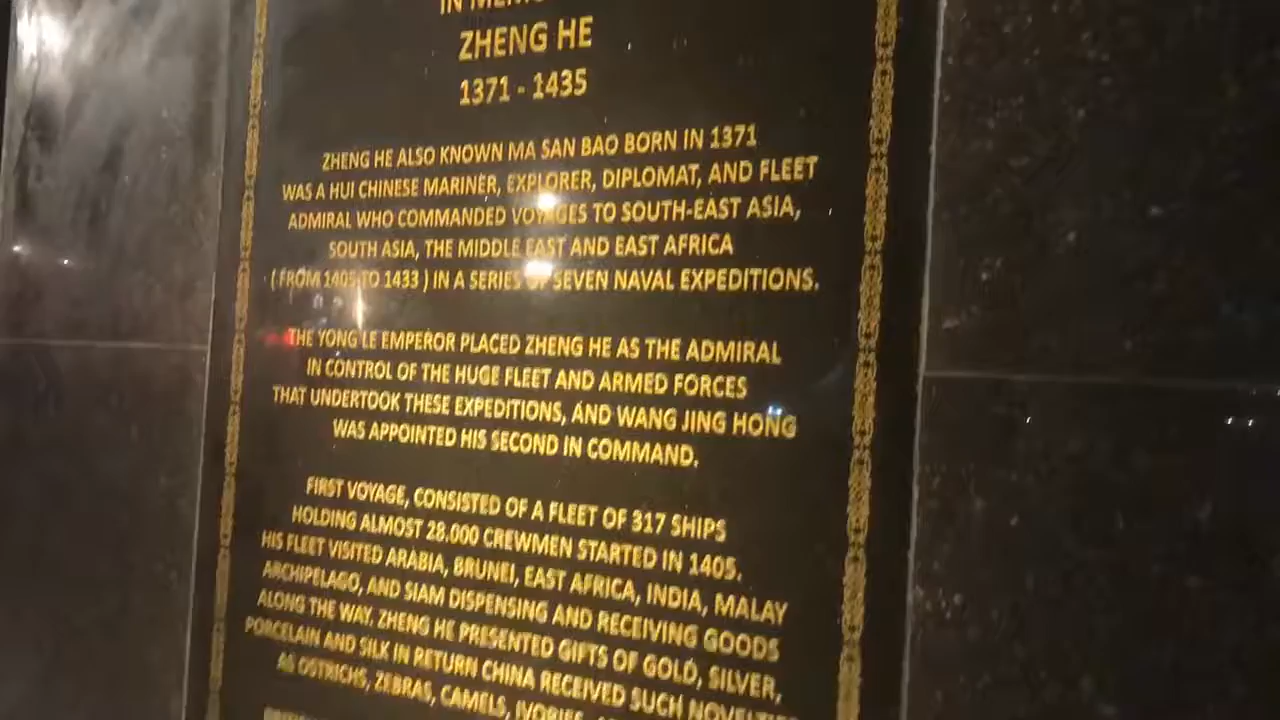 ZHENG HE
1371 - 1435
ZHENG HE ALSO KNOWN MA SAN BAO BORN IN 1371
WAS A HUI CHINESE MARINER, EXPLORER, DIPLOMAT, AND FLEET
ADMIRAL WHO COMMANDED VOYAGES TO SOUTH-EAST ASIA,
SOUTH ASIA, THE MIDDLE EAST AND EAST AFRICA
( FROM 1405 TO 1433 ) IN A SERIES OF SEVEN NAVAL EXPEDITIONS.
THE YONG LE EMPEROR PLACED ZHENG HE AS THE ADMIRAL
IN CONTROL OF THE HUGE FLEET AND ARMED FORCES
THAT UNDERTOOK THESE EXPEDITIONS, AND WANG JING HONG
WAS APPOINTED HIS SECOND IN COMMAND.
FIRST VOYAGE, CONSISTED OF A FLEET OF 317 SHIPS
HOLDING ALMOST 28.000 CREWMEN STARTED IN 1405.
HIS FLEET VISITED ARABIA, BRUNEI, EAST AFRICA, INDIA, MALAY
ARCHIPELAGO, AND SIAM DISPENSING AND RECEIVING GOODS
ALONG THE WAY. ZHENG HE PRESENTED GIFTS OF GOLD, SILVER,
PORCELAIN AND SILK IN RETURN CHINA RECEIVED SUCH
AS OSTRICHS, ZEBRAS, CAMELS, IVORIES,